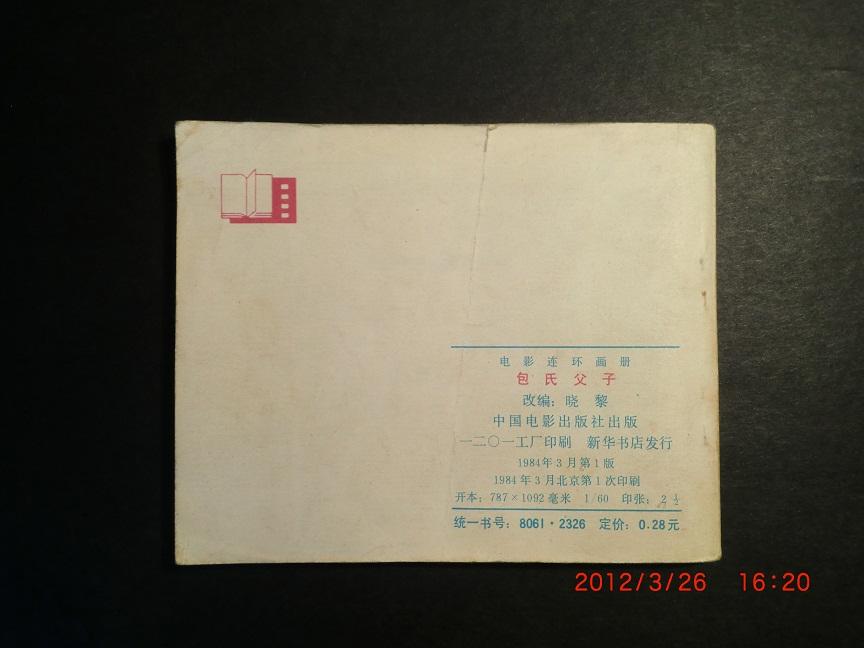 电影连环画册
包氏父子
改编：晓黎
中国电影出版社出版
一二〇一工厂印刷 新华书店发行
1984年3月第1版
1984年3月北京第1次印刷
开本：787×1092毫米 1/60 印张：2 1/2
统一书号：8061·2326 定价：0.28元
2012/3/26 16:20